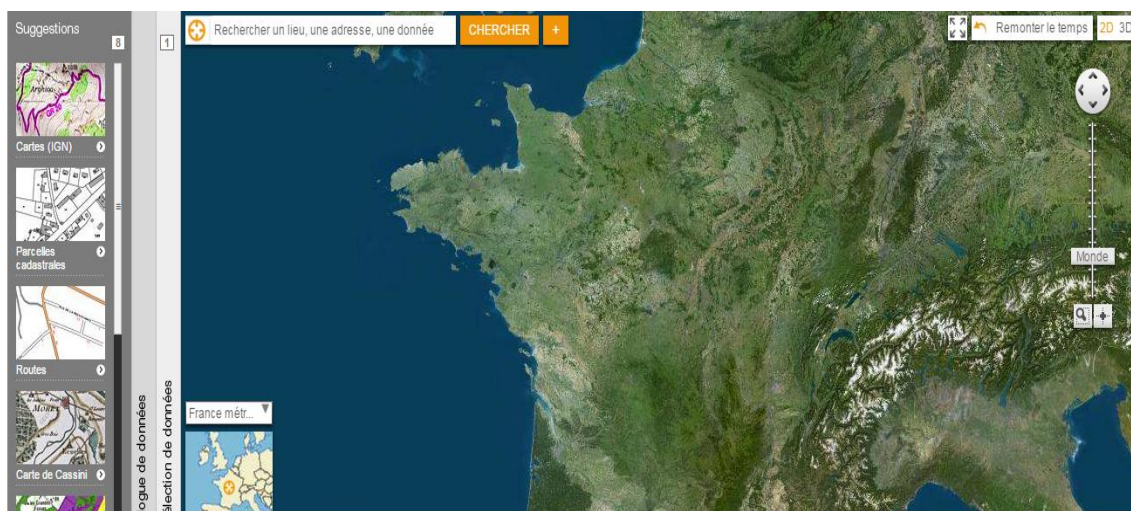 Suggestions
8
1
Rechercher un lieu, une adresse, une donnée
CHERCHER
+
Remonter le temps
2D 3D
Cartes (IGN)
Parcelles
cadastrales
Routes
Carte de Cassini
ogue de données
élection de données
France métr...
Monde
MORET